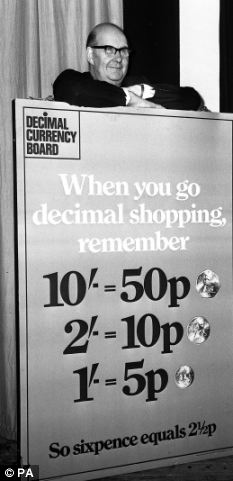 DECIMAL
CURRENCY
BOARD
When you go
decimal shopping,
remember
10/- = 50p
2/- = 10p
1/- = 5p
So sixpence equals 2½p
© PA